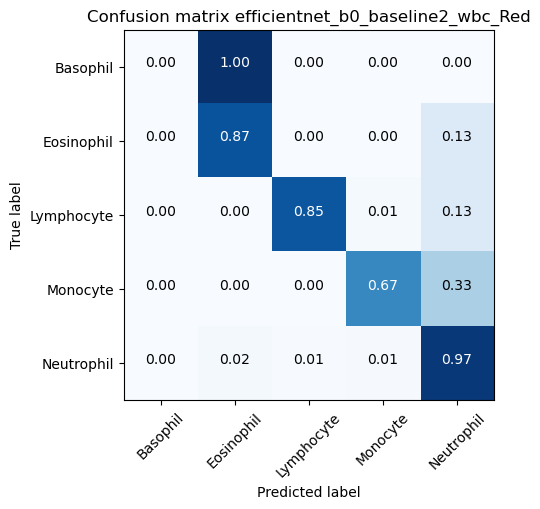 Confusion matrix efficientnet_b0_baseline2_wbc_Red
True label
Basophil 0.00 1.00 0.00 0.00 0.00
Eosinophil 0.00 0.87 0.00 0.00 0.13
Lymphocyte 0.00 0.00 0.85 0.01 0.13
Monocyte 0.00 0.00 0.00 0.67 0.33
Neutrophil 0.00 0.02 0.01 0.01 0.97
Basophil Eosinophil Lymphocyte Monocyte Neutrophil
Predicted label